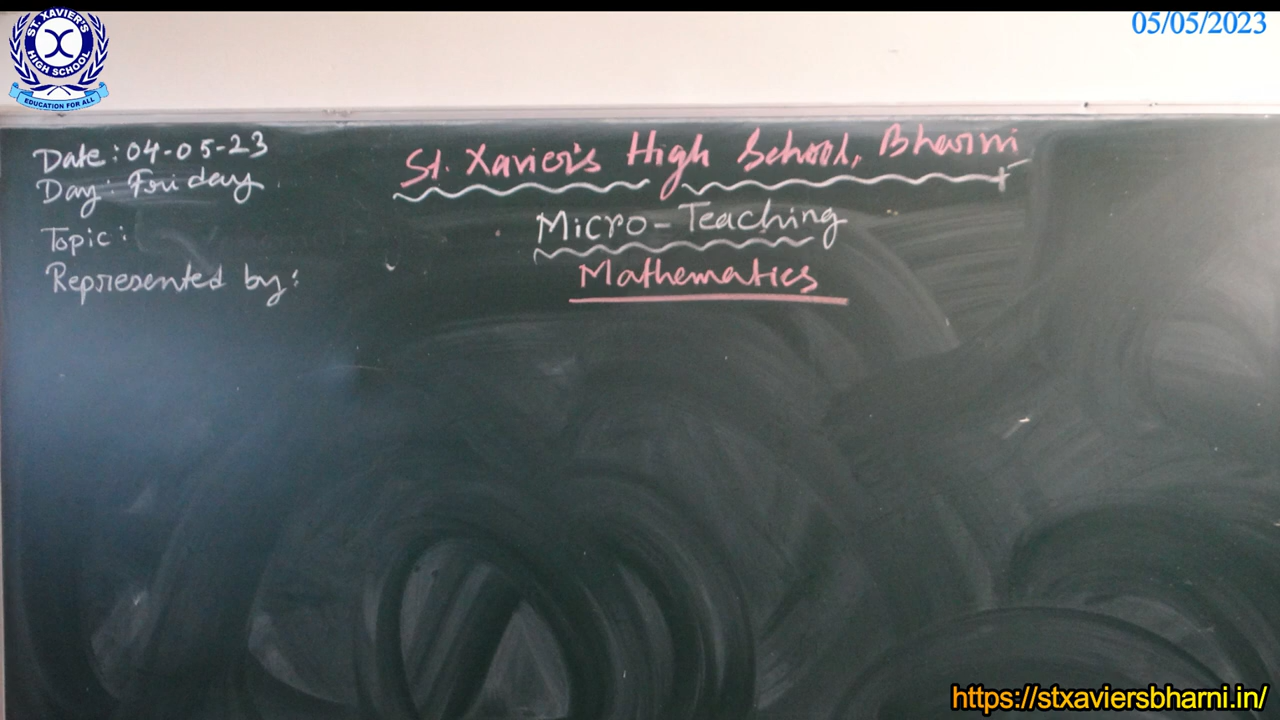 ST. XAVIER'S
HIGH SCHOOL
EDUCATION FOR ALL
05/05/2023
Date: 04-05-23
Day: Friday
Topic:
Represented by:
St. Xavier's High School, Bharni
Micro-Teaching
Mathematics
https://stxaviersbharni.in/